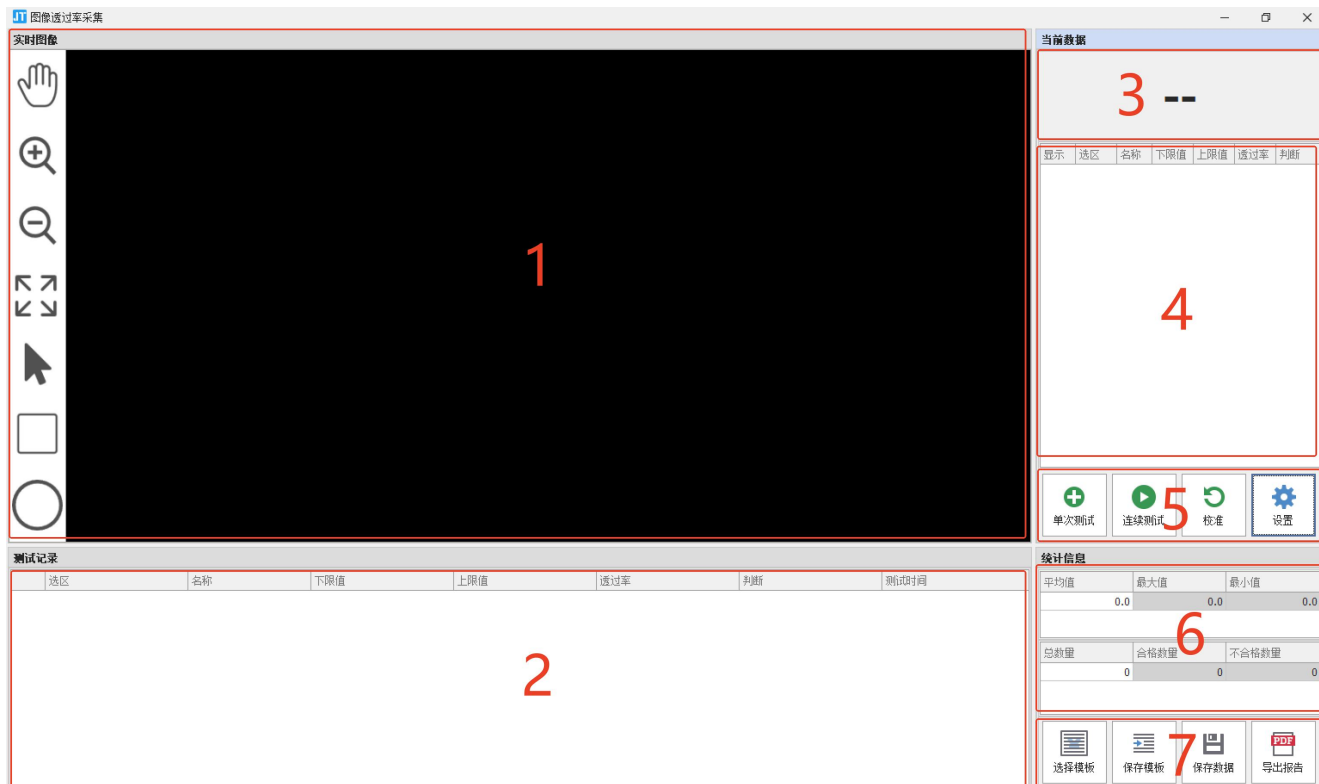 JT 图像透过率采集
实时图像
1
当前数据
3 --
显示 选区 名称 下限值 上限值 透过率 判断
4
单次测试 连续测试 校准 设置
5
测试记录
选区 名称 下限值 上限值 透过率 判断 测试时间
2
统计信息
平均值 最大值 最小值
0.0 0.0 0.0
6
总数量 合格数量 不合格数量
0 0 0
PDF
选择模板 保存模板 保存数据 导出报告
7